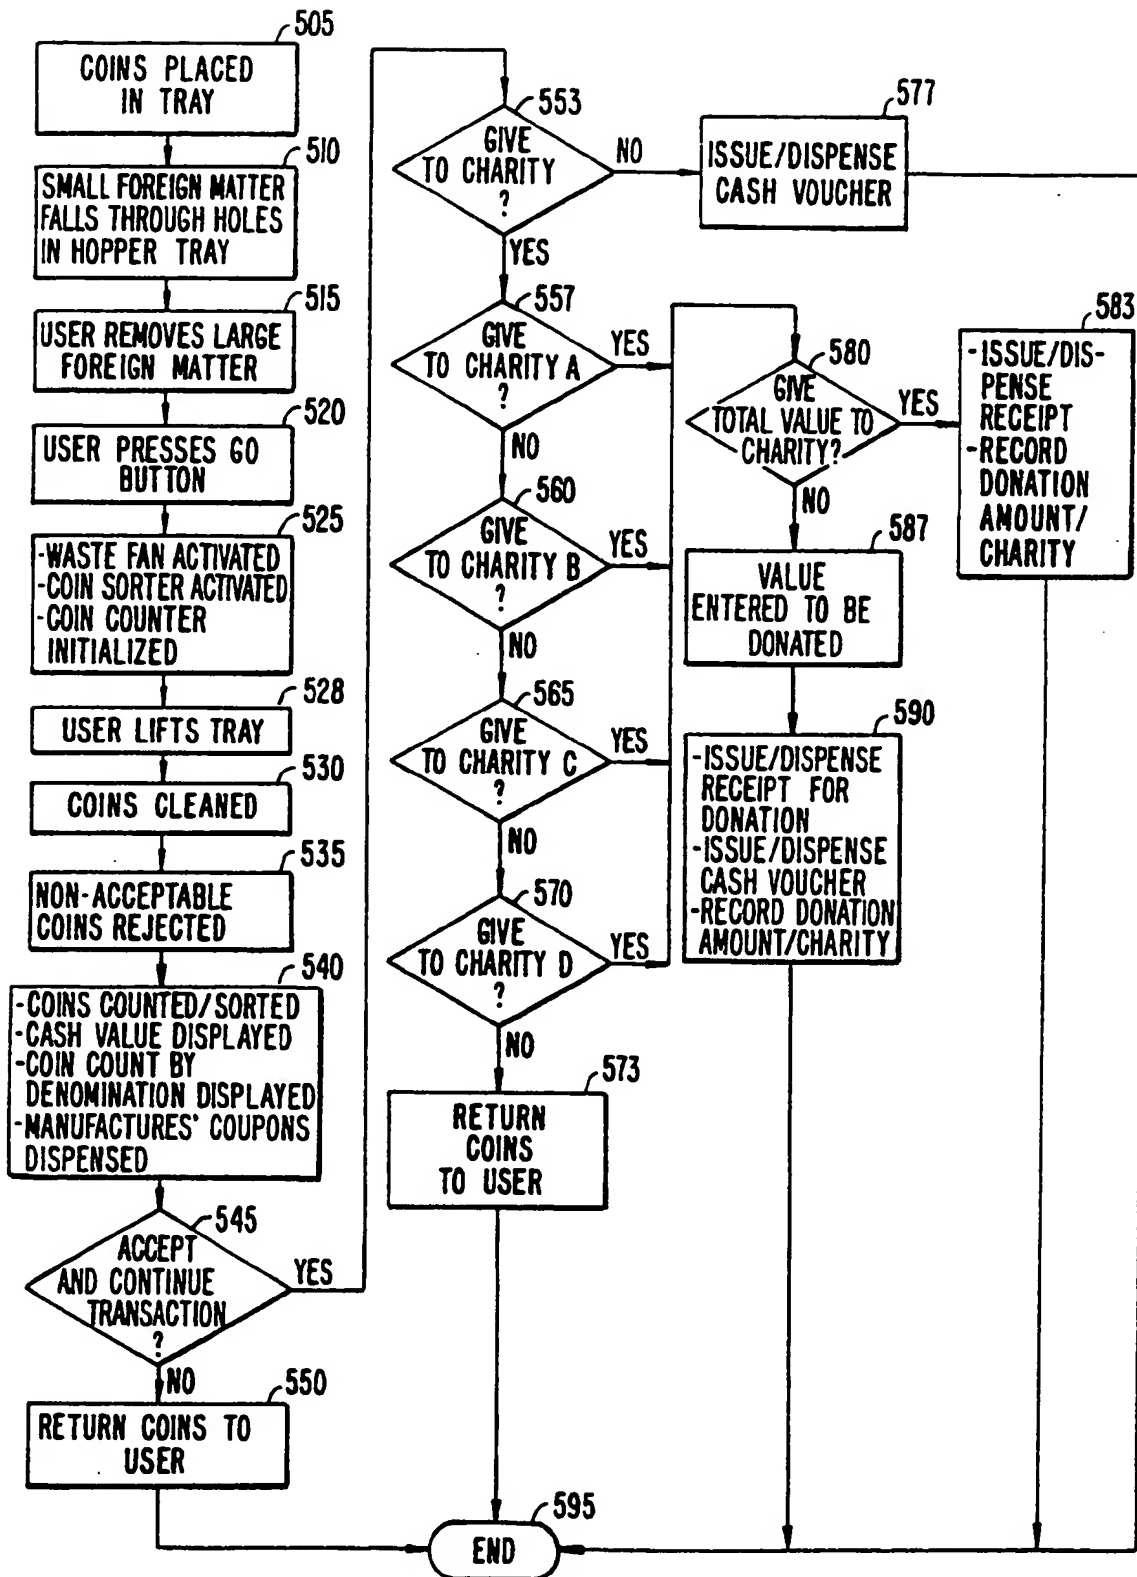 505
COINS PLACED
IN TRAY
510
SMALL FOREIGN MATTER
FALLS THROUGH HOLES
IN HOPPER TRAY
515
USER REMOVES LARGE
FOREIGN MATTER
520
USER PRESSES GO
BUTTON
525
-WASTE FAN ACTIVATED
-COIN SORTER ACTIVATED
-COIN COUNTER
INITIALIZED
528
USER LIFTS TRAY
530
COINS CLEANED
535
NON-ACCEPTABLE
COINS REJECTED
540
-COINS COUNTED/SORTED
-CASH VALUE DISPLAYED
-COIN COUNT BY
DENOMINATION DISPLAYED
-MANUFACTURES' COUPONS
DISPENSED
545
ACCEPT
AND CONTINUE
TRANSACTION
?
YES
NO
550
RETURN COINS TO
USER
553
GIVE
TO CHARITY
?
NO
YES
557
GIVE
TO CHARITY A
?
YES
NO
560
GIVE
TO CHARITY B
?
YES
NO
565
GIVE
TO CHARITY C
?
YES
NO
570
GIVE
TO CHARITY D
?
YES
NO
573
RETURN
COINS
TO USER
577
ISSUE/DISPENSE
CASH VOUCHER
580
GIVE
TOTAL VALUE TO
CHARITY?
YES
NO
583
-ISSUE/DIS-
PENSE
RECEIPT
-RECORD
DONATION
AMOUNT/
CHARITY
587
VALUE
ENTERED TO BE
DONATED
590
-ISSUE/DISPENSE
RECEIPT FOR
DONATION
-ISSUE/DISPENSE
CASH VOUCHER
-RECORD DONATION
AMOUNT/CHARITY
595
END